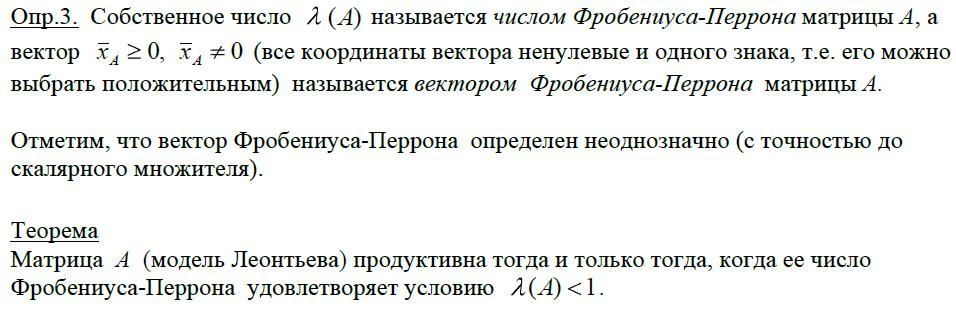 Опр.3. Собственное число λ (A) называется числом Фробениуса-Перрона матрицы A, а
вектор x̅_A ≥ 0, x̅_A ≠ 0 (все координаты вектора ненулевые и одного знака, т.е. его можно
выбрать положительным) называется вектором Фробениуса-Перрона матрицы A.
Отметим, что вектор Фробениуса-Перрона определен неоднозначно (с точностью до
скалярного множителя).
Теорема
Матрица A (модель Леонтьева) продуктивна тогда и только тогда, когда ее число
Фробениуса-Перрона удовлетворяет условию λ(A) < 1.